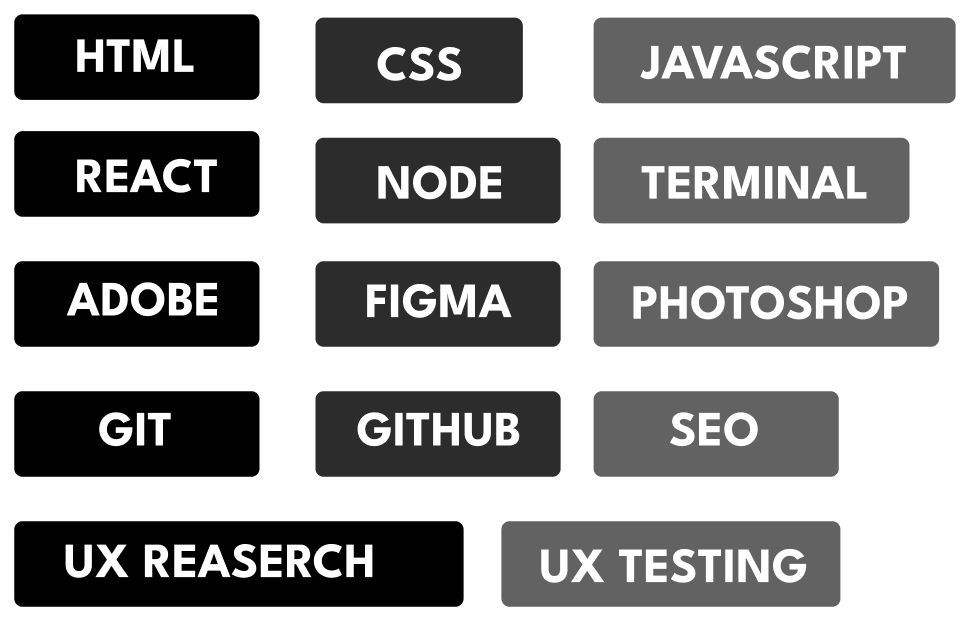 HTML CSS JAVASCRIPT
REACT NODE TERMINAL
ADOBE FIGMA PHOTOSHOP
GIT GITHUB SEO
UX REASERCH UX TESTING